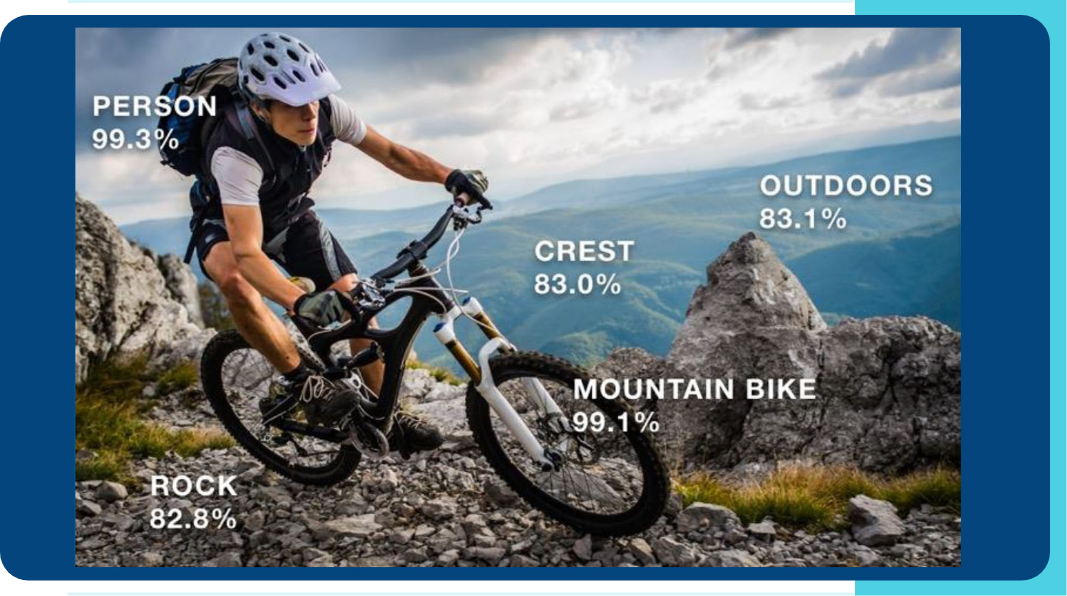 PERSON
99.3%
OUTDOORS
83.1%
CREST
83.0%
MOUNTAIN BIKE
99.1%
ROCK
82.8%